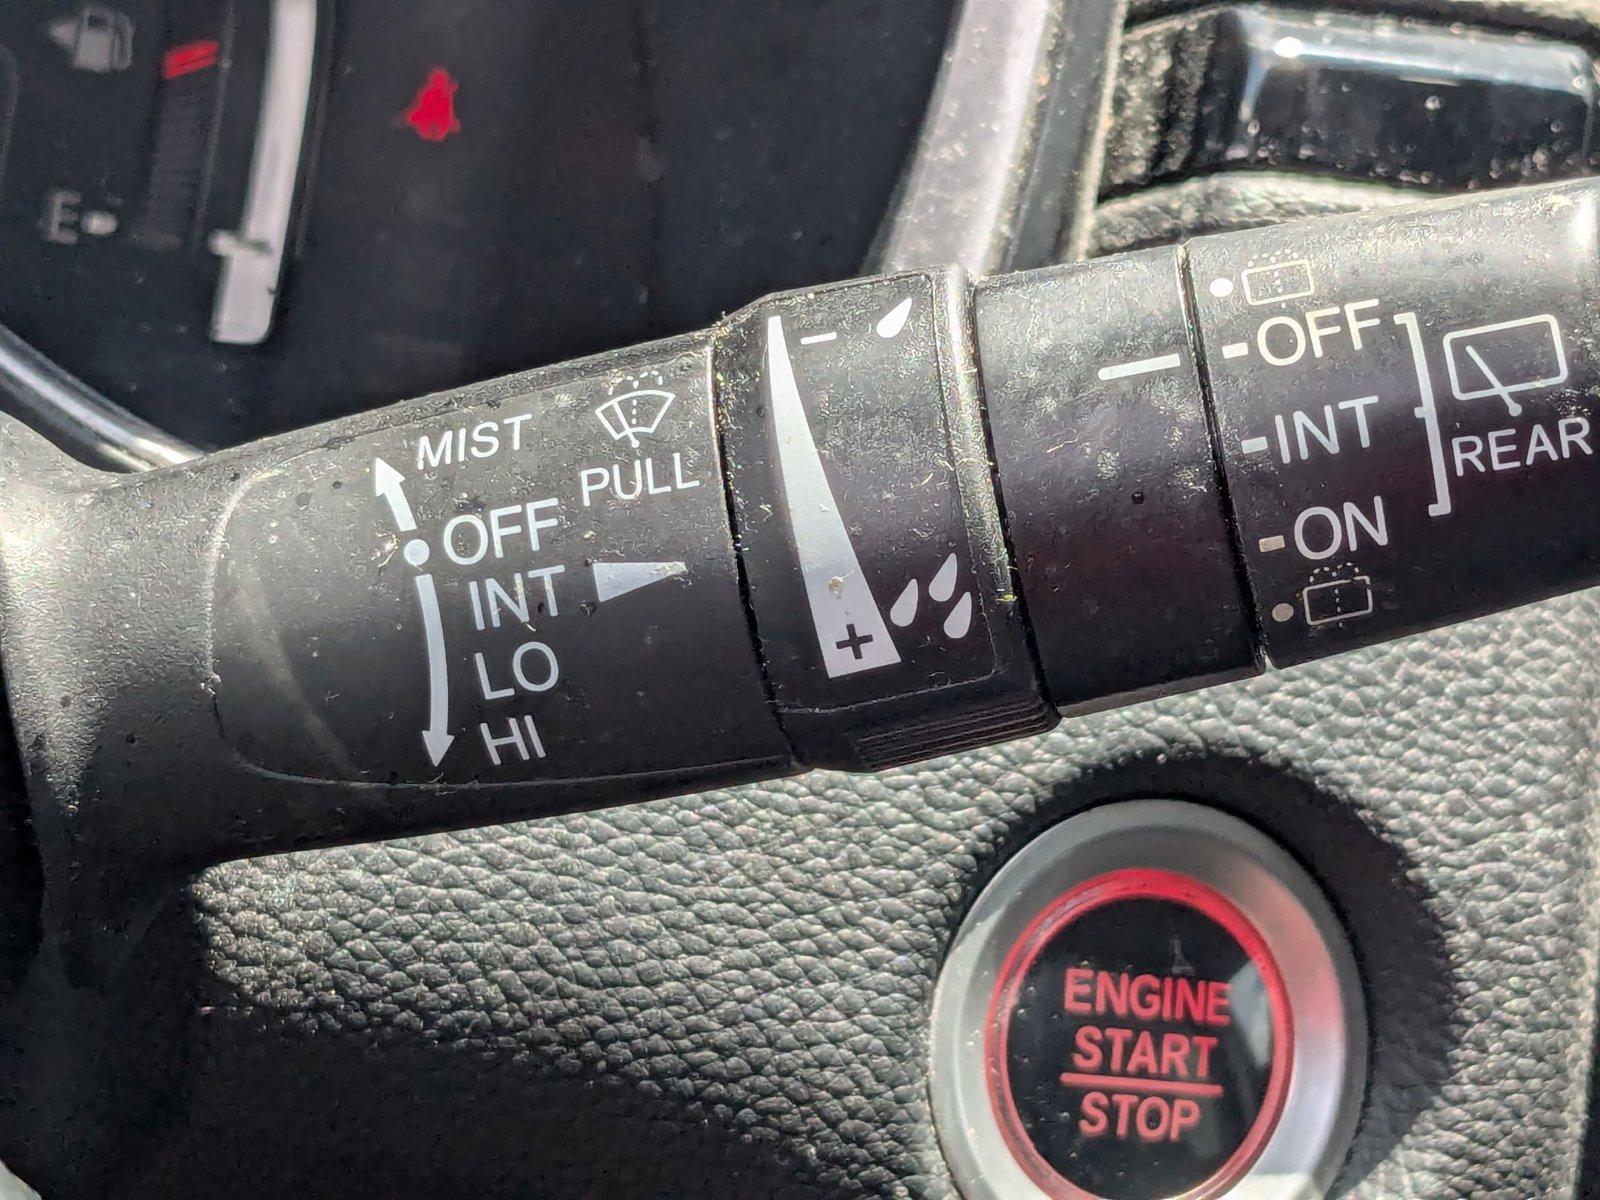 E
MIST
PULL
OFF
INT
LO
HI
-
+
OFF
INT
ON
REAR
ENGINE
START
STOP